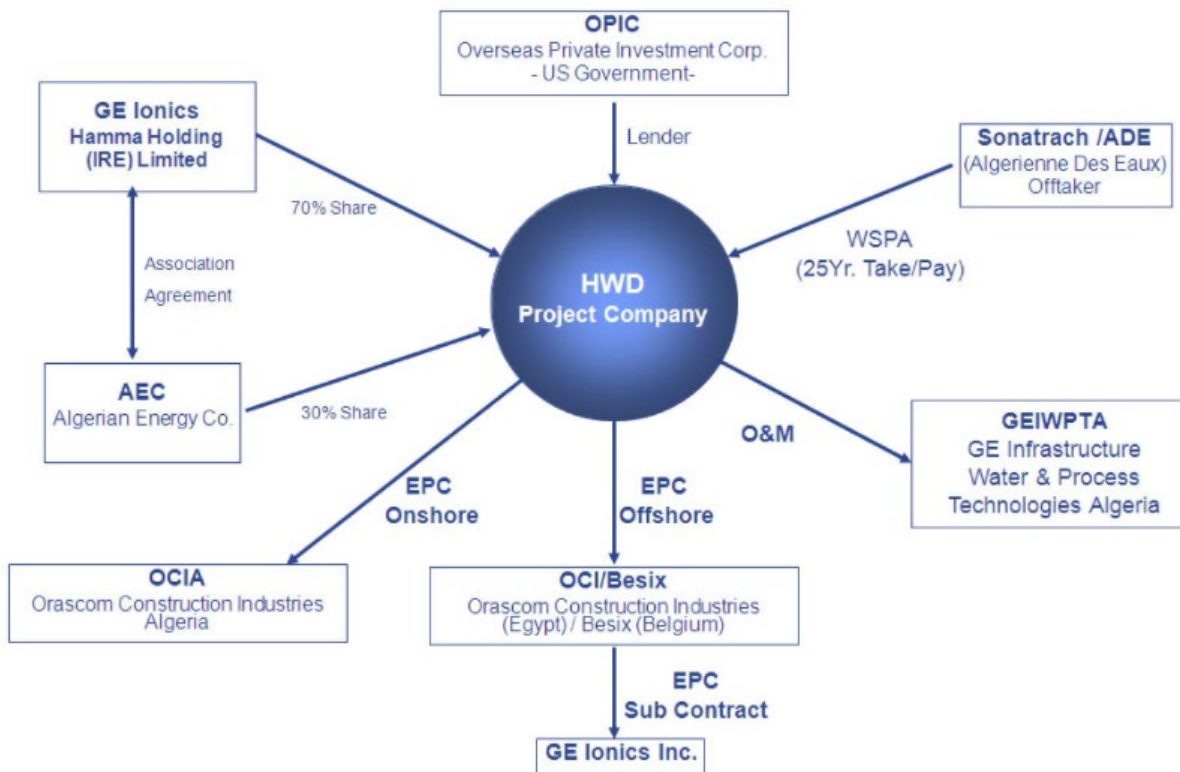 OPIC
Overseas Private Investment Corp.
- US Government-
GE Ionics
Hamma Holding
(IRE) Limited
Lender
Sonatrach /ADE
(Algerienne Des Eaux)
Offtaker
70% Share
WSPA
(25Yr. Take/Pay)
Association
Agreement
HWD
Project Company
AEC
Algerian Energy Co.
30% Share
O&M
GEIWPTA
GE Infrastructure
Water & Process
Technologies Algeria
EPC
Onshore
EPC
Offshore
OCIA
Orascom Construction Industries
Algeria
OCI/Besix
Orascom Construction Industries
(Egypt) / Besix (Belgium)
EPC
Sub Contract
GE Ionics Inc.